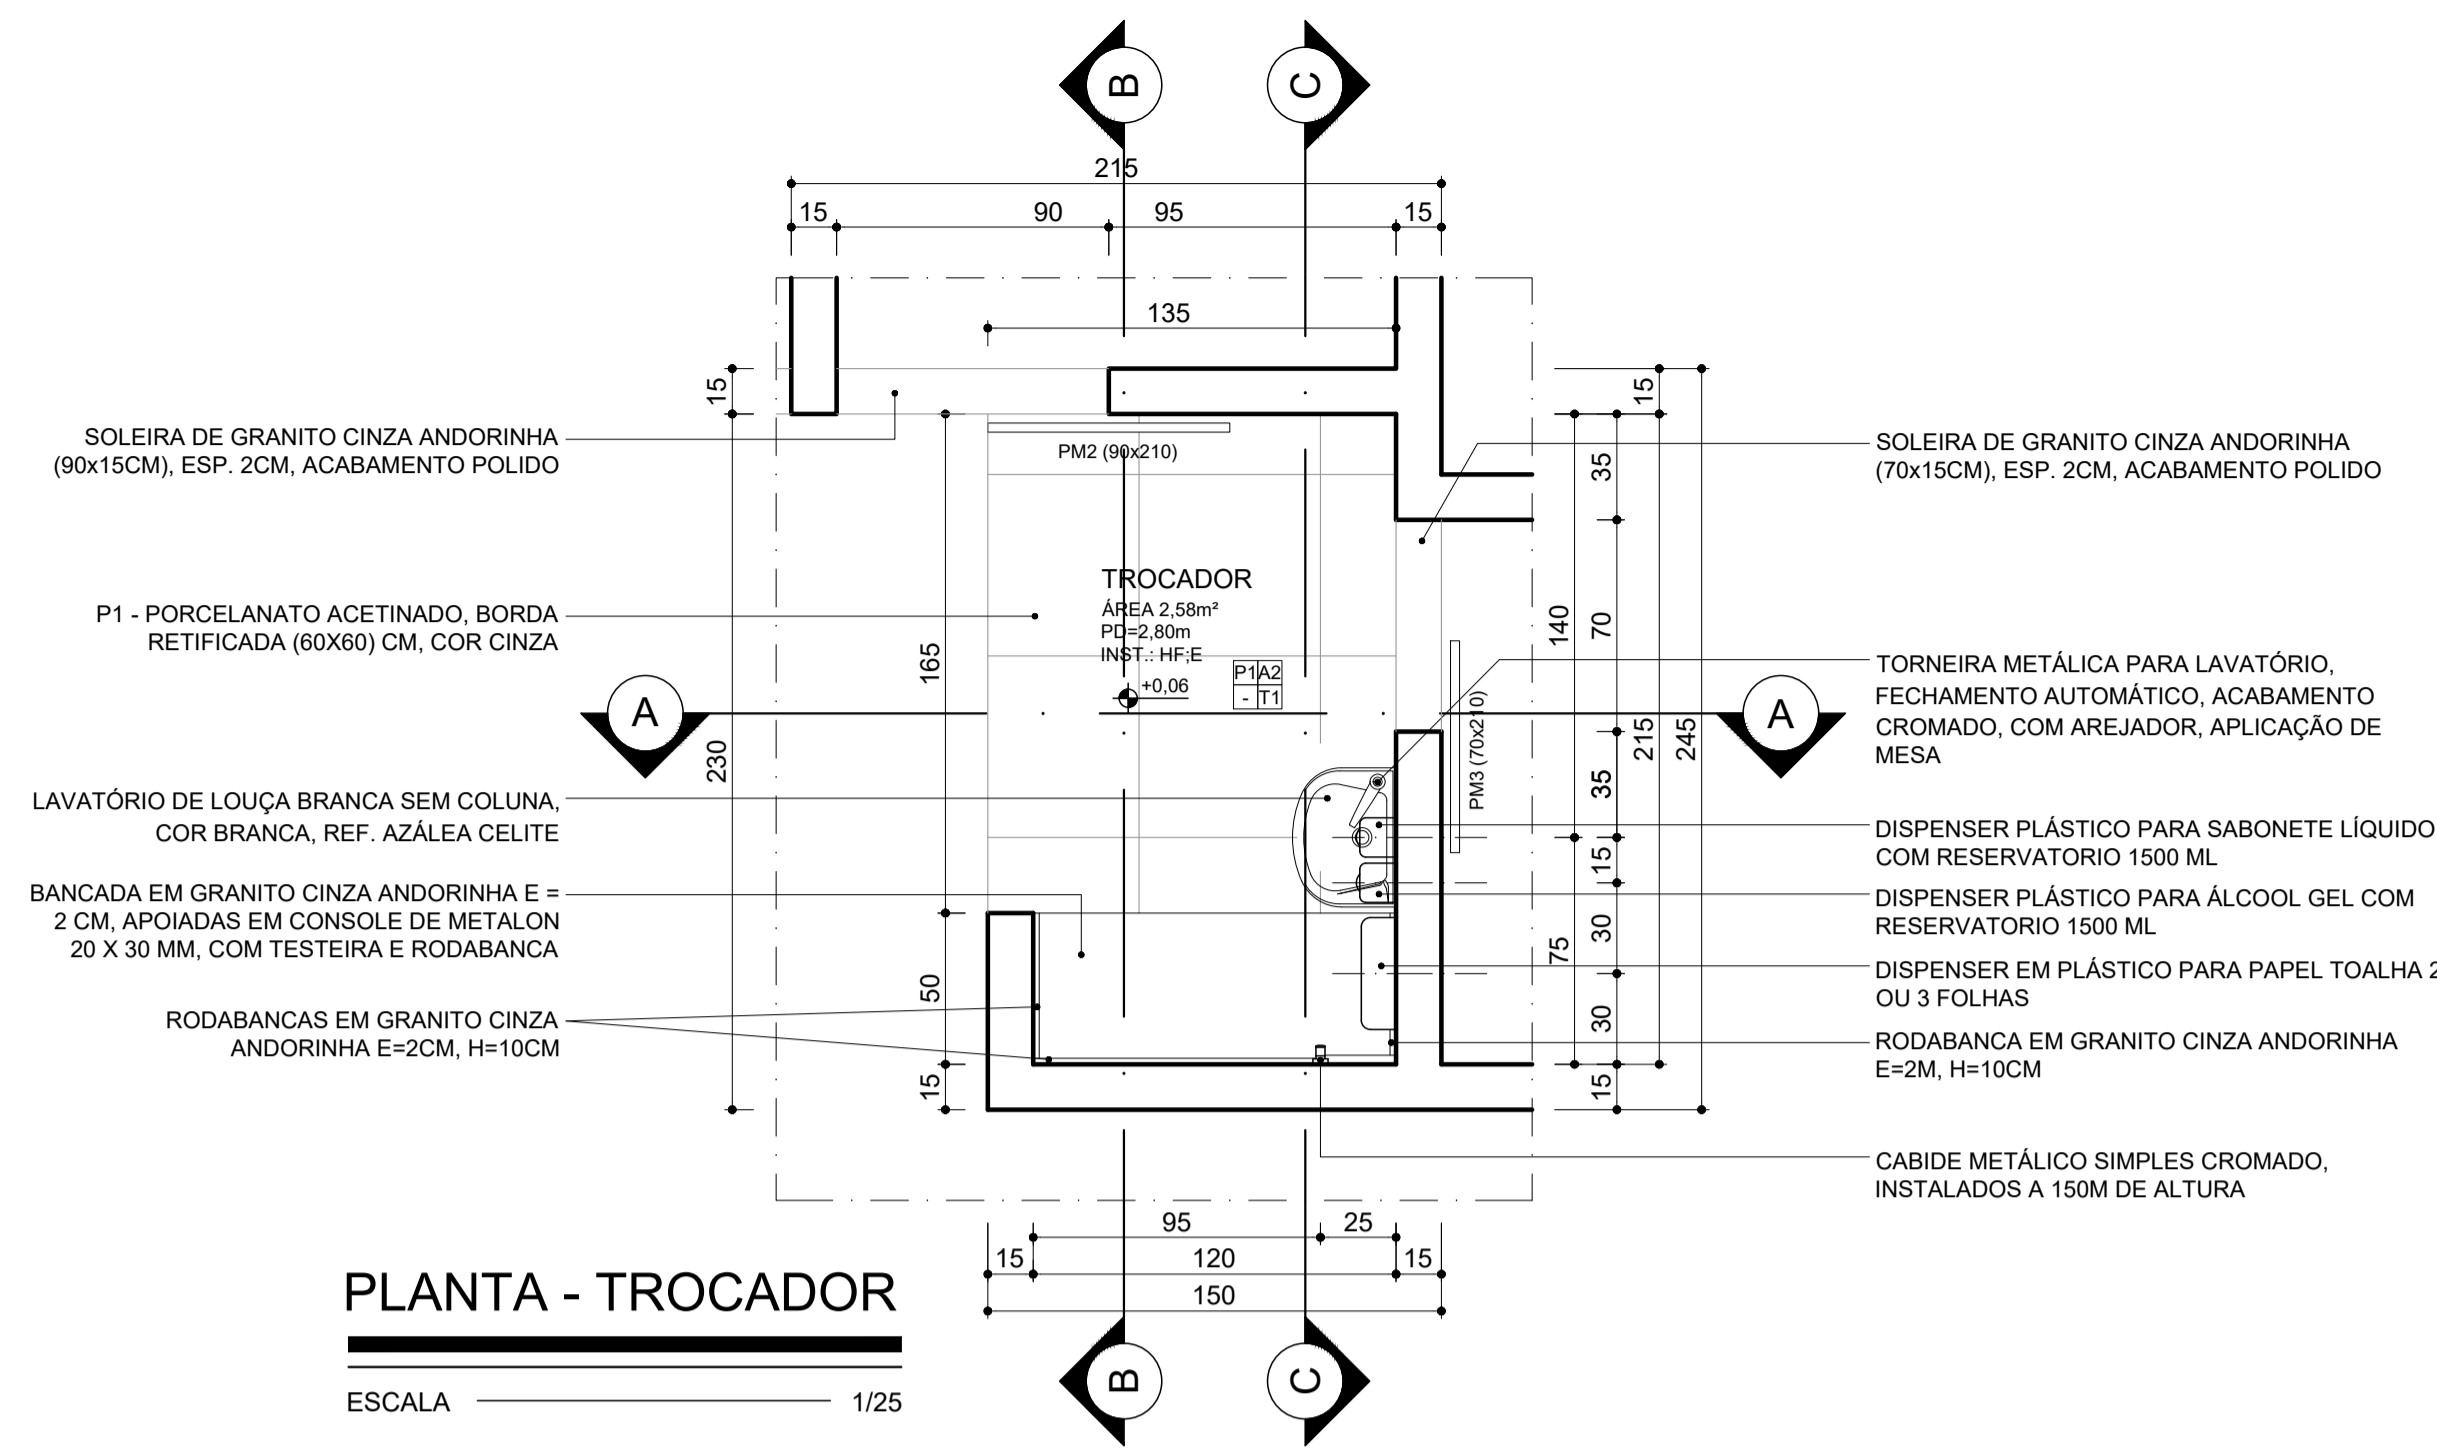 B
C
215
15
90
95
15
135
15
15
SOLEIRA DE GRANITO CINZA ANDORINHA
(90x15CM), ESP. 2CM, ACABAMENTO POLIDO
PM2 (90x210)
SOLEIRA DE GRANITO CINZA ANDORINHA
(70x15CM), ESP. 2CM, ACABAMENTO POLIDO
35
P1 - PORCELANATO ACETINADO, BORDA
RETIFICADA (60X60) CM, COR CINZA
TROCADOR
ÁREA 2,58m²
PD=2,80m
INST.: HF;E
+0,06
P1
A2
-
T1
165
140
70
TORNEIRA METÁLICA PARA LAVATÓRIO,
FECHAMENTO AUTOMÁTICO, ACABAMENTO
CROMADO, COM AREJADOR, APLICAÇÃO DE
MESA
A
A
230
PM3 (70x210)
215
245
35
LAVATÓRIO DE LOUÇA BRANCA SEM COLUNA,
COR BRANCA, REF. AZÁLEA CELITE
DISPENSER PLÁSTICO PARA SABONETE LÍQUIDO
COM RESERVATORIO 1500 ML
15
BANCADA EM GRANITO CINZA ANDORINHA E =
2 CM, APOIADAS EM CONSOLE DE METALON
20 X 30 MM, COM TESTEIRA E RODABANCA
DISPENSER PLÁSTICO PARA ÁLCOOL GEL COM
RESERVATORIO 1500 ML
30
75
50
DISPENSER EM PLÁSTICO PARA PAPEL TOALHA 2
OU 3 FOLHAS
RODABANCAS EM GRANITO CINZA
ANDORINHA E=2CM, H=10CM
30
RODABANCA EM GRANITO CINZA ANDORINHA
E=2M, H=10CM
15
15
CABIDE METÁLICO SIMPLES CROMADO,
INSTALADOS A 150M DE ALTURA
95
25
15
120
15
150
PLANTA - TROCADOR
ESCALA
1/25
B
C